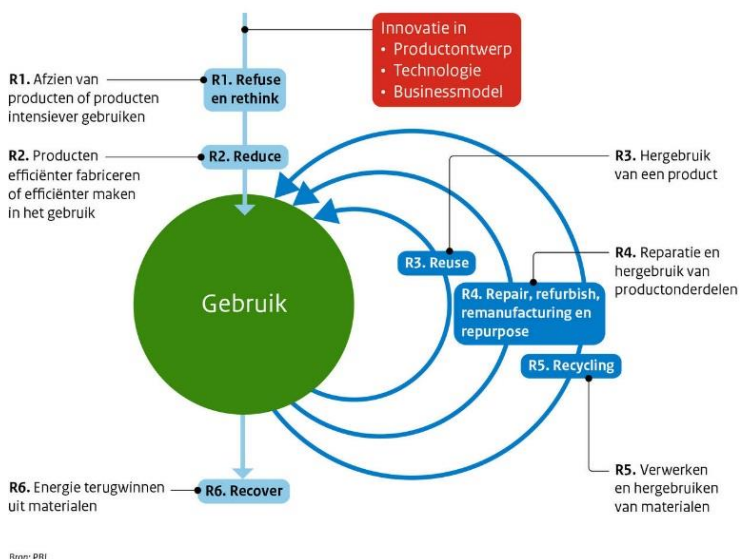 Innovatie in
• Productontwerp
• Technologie
• Businessmodel
R1. Afzien van
producten of producten
intensiever gebruiken
R1. Refuse
en rethink
R2. Producten
efficiënter fabriceren
of efficiënter maken
in het gebruik
R2. Reduce
R3. Hergebruik
van een product
R3. Reuse
Gebruik
R4. Reparatie en
hergebruik van
productonderdelen
R4. Repair, refurbish,
remanufacturing en
repurpose
R5. Recycling
R5. Verwerken
en hergebruiken
van materialen
R6. Energie terugwinnen
uit materialen
R6. Recover
Bron: PBL